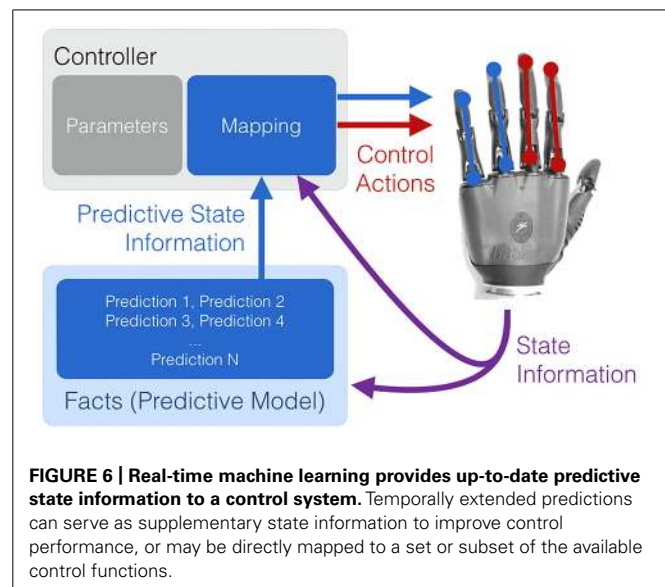 Controller
Parameters
Mapping
Control
Actions
Predictive State
Information
Prediction 1, Prediction 2
Prediction 3, Prediction 4
...
Prediction N
Facts (Predictive Model)
State
Information
FIGURE 6 | Real-time machine learning provides up-to-date predictive
state information to a control system. Temporally extended predictions
can serve as supplementary state information to improve control
performance, or may be directly mapped to a set or subset of the available
control functions.